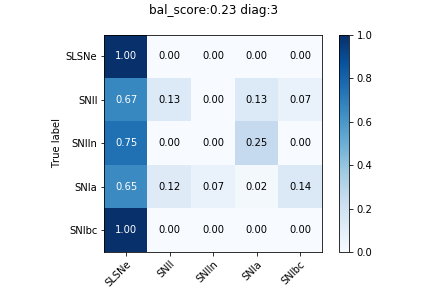 bal_score:0.23 diag:3
True label
SLSNe 1.00 0.00 0.00 0.00 0.00
SNII 0.67 0.13 0.00 0.13 0.07
SNIIn 0.75 0.00 0.00 0.25 0.00
SNIa 0.65 0.12 0.07 0.02 0.14
SNIbc 1.00 0.00 0.00 0.00 0.00
SLSNe SNII SNIIn SNIa SNIbc
1.0
0.8
0.6
0.4
0.2
0.0